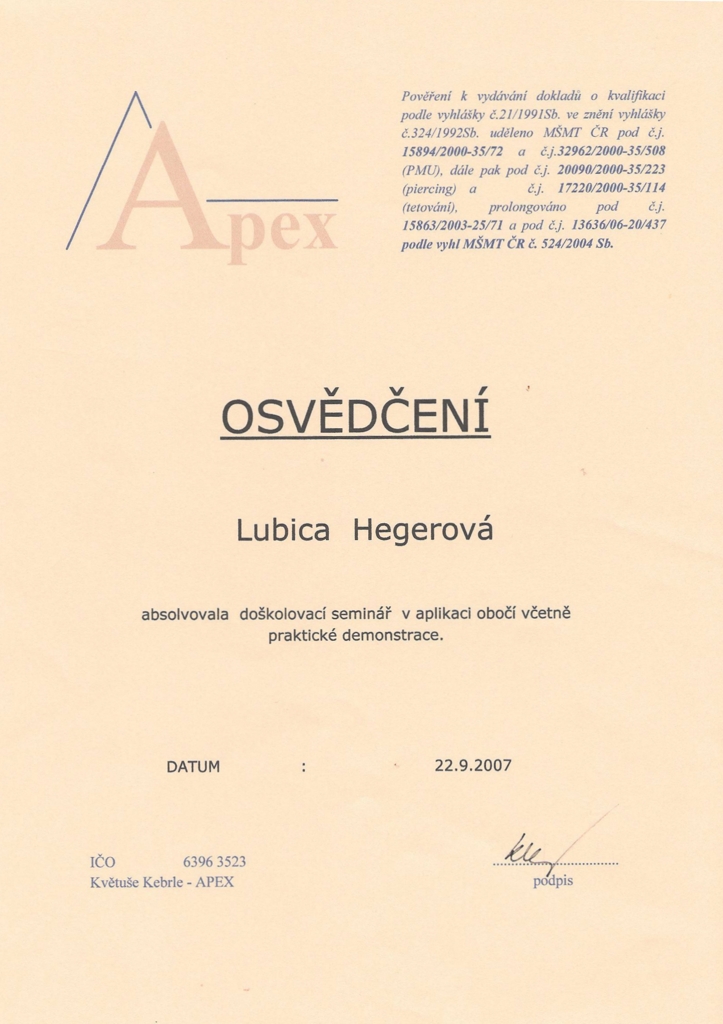 Apex
Pověření k vydávání dokladů o kvalifikaci
podle vyhlášky č.21/1991Sb. ve znění vyhlášky
č.324/1992Sb. uděleno MŠMT ČR pod č.j.
15894/2000-35/72 a č.j.32962/2000-35/508
(PMU), dále pak pod č.j. 20090/2000-35/223
(piercing) a č.j. 17220/2000-35/114
(tetování), prolongováno pod č.j.
15863/2003-25/71 a pod č.j. 13636/06-20/437
podle vyhl MŠMT ČR č. 524/2004 Sb.
OSVĚDČENÍ
Lubica Hegerová
absolvovala doškolovací seminář v aplikaci obočí včetně
praktické demonstrace.
DATUM : 22.9.2007
IČO 6396 3523
Květuše Kebrle - APEX
podpis